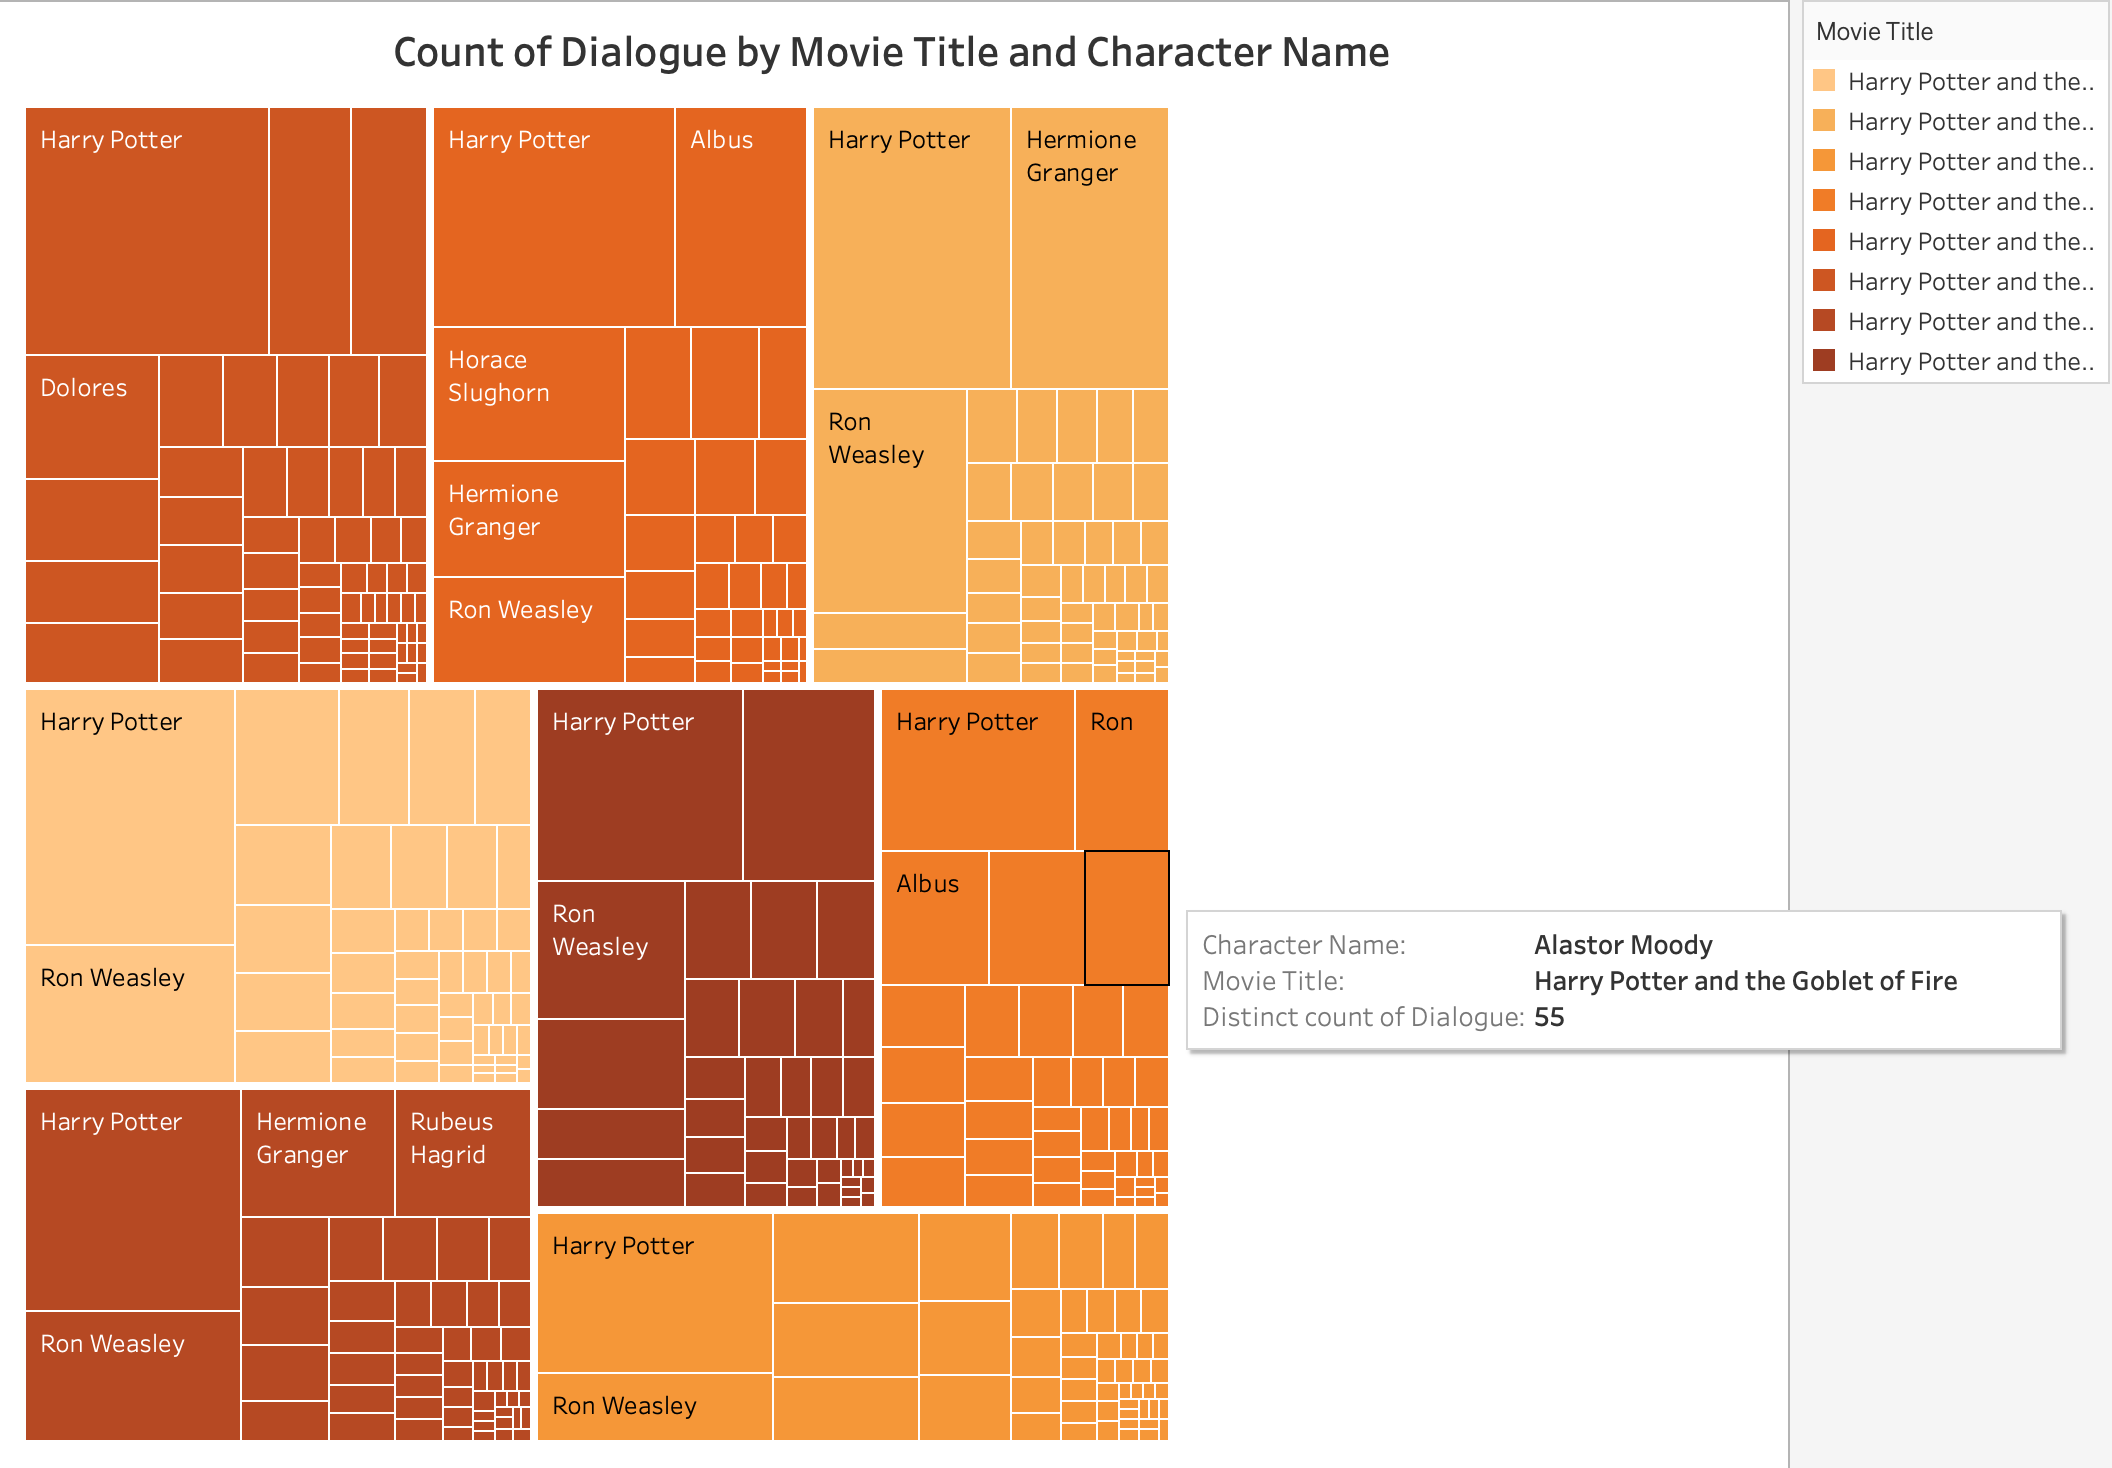 Count of Dialogue by Movie Title and Character Name
Movie Title
Harry Potter and the..
Harry Potter and the..
Harry Potter and the..
Harry Potter and the..
Harry Potter and the..
Harry Potter and the..
Harry Potter and the..
Harry Potter and the..
Harry Potter
Dolores
Harry Potter
Albus
Horace
Slughorn
Hermione
Granger
Ron Weasley
Harry Potter
Hermione
Granger
Ron
Weasley
Harry Potter
Ron Weasley
Harry Potter
Ron
Weasley
Harry Potter
Ron
Albus
Character Name: Alastor Moody
Movie Title: Harry Potter and the Goblet of Fire
Distinct count of Dialogue: 55
Harry Potter
Hermione
Granger
Rubeus
Hagrid
Ron Weasley
Harry Potter
Ron Weasley